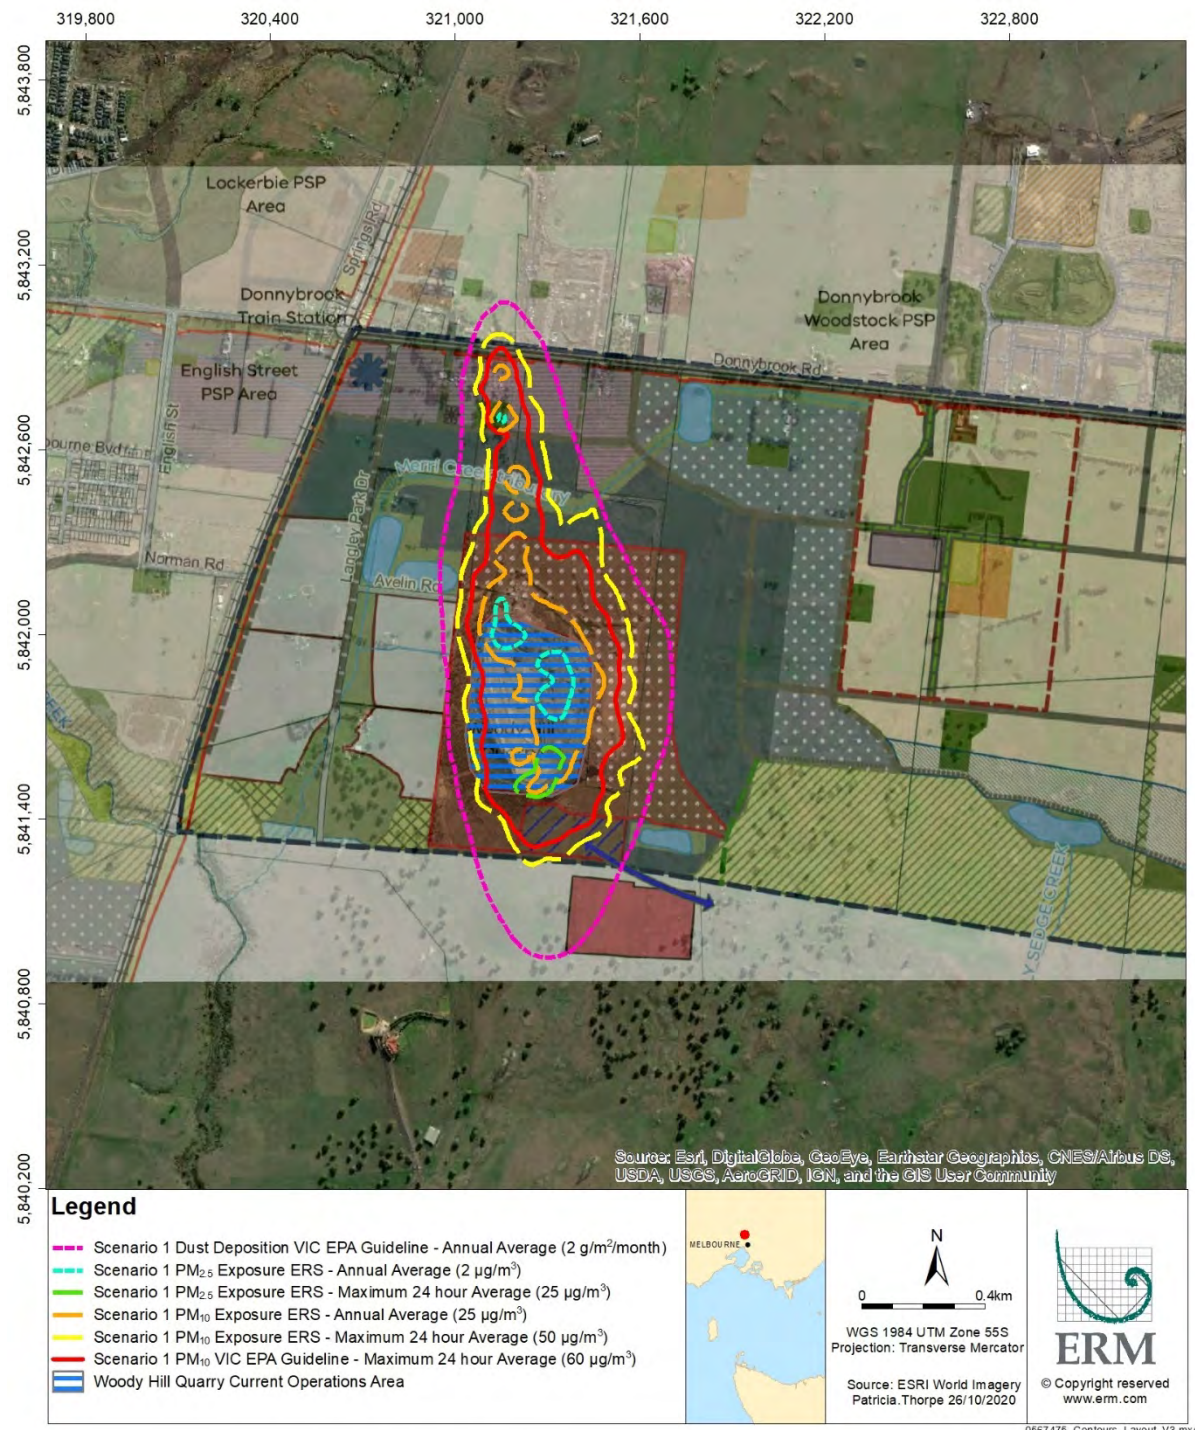 319,800
320,400
321,000
321,600
322,200
322,800
5,843,800
5,843,200
5,842,600
5,842,000
5,841,400
5,840,800
5,840,200
Lockerbie PSP
Area
Springs Rd
Donnybrook
Train Station
Donnybrook
Woodstock PSP
Area
Donnybrook Rd
English Street
PSP Area
English St
bourne Blvd
Merri Creek tributary
Langley Park Dr
Norman Rd
Avelin Rd
EEK
Y SEDGE CREEK
Source: Esri, DigitalGlobe, GeoEye, Earthstar Geographics, CNES/Airbus DS,
USDA, USGS, AeroGRID, IGN, and the GIS User Community
Legend
Scenario 1 Dust Deposition VIC EPA Guideline - Annual Average (2 g/m²/month)
Scenario 1 PM₂.₅ Exposure ERS - Annual Average (2 µg/m³)
Scenario 1 PM₂.₅ Exposure ERS - Maximum 24 hour Average (25 µg/m³)
Scenario 1 PM₁₀ Exposure ERS - Annual Average (25 µg/m³)
Scenario 1 PM₁₀ Exposure ERS - Maximum 24 hour Average (50 µg/m³)
Scenario 1 PM₁₀ VIC EPA Guideline - Maximum 24 hour Average (60 µg/m³)
Woody Hill Quarry Current Operations Area
MELBOURNE
N
0 0.4km
WGS 1984 UTM Zone 55S
Projection: Transverse Mercator
Source: ESRI World Imagery
Patricia.Thorpe 26/10/2020
ERM
© Copyright reserved
www.erm.com